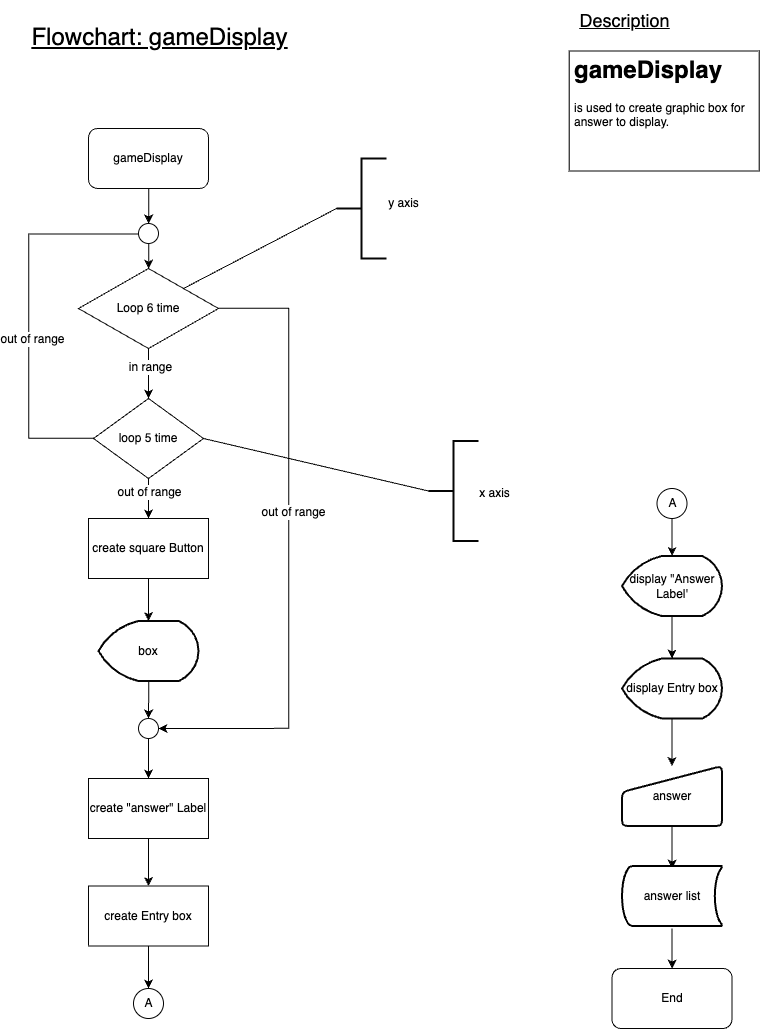 Flowchart: gameDisplay
Description
gameDisplay
is used to create graphic box for
answer to display.
gameDisplay
y axis
Loop 6 time
out of range
in range
loop 5 time
out of range
x axis
out of range
create square Button
box
create "answer" Label
create Entry box
A
A
display "Answer
Label'
display Entry box
answer
answer list
End